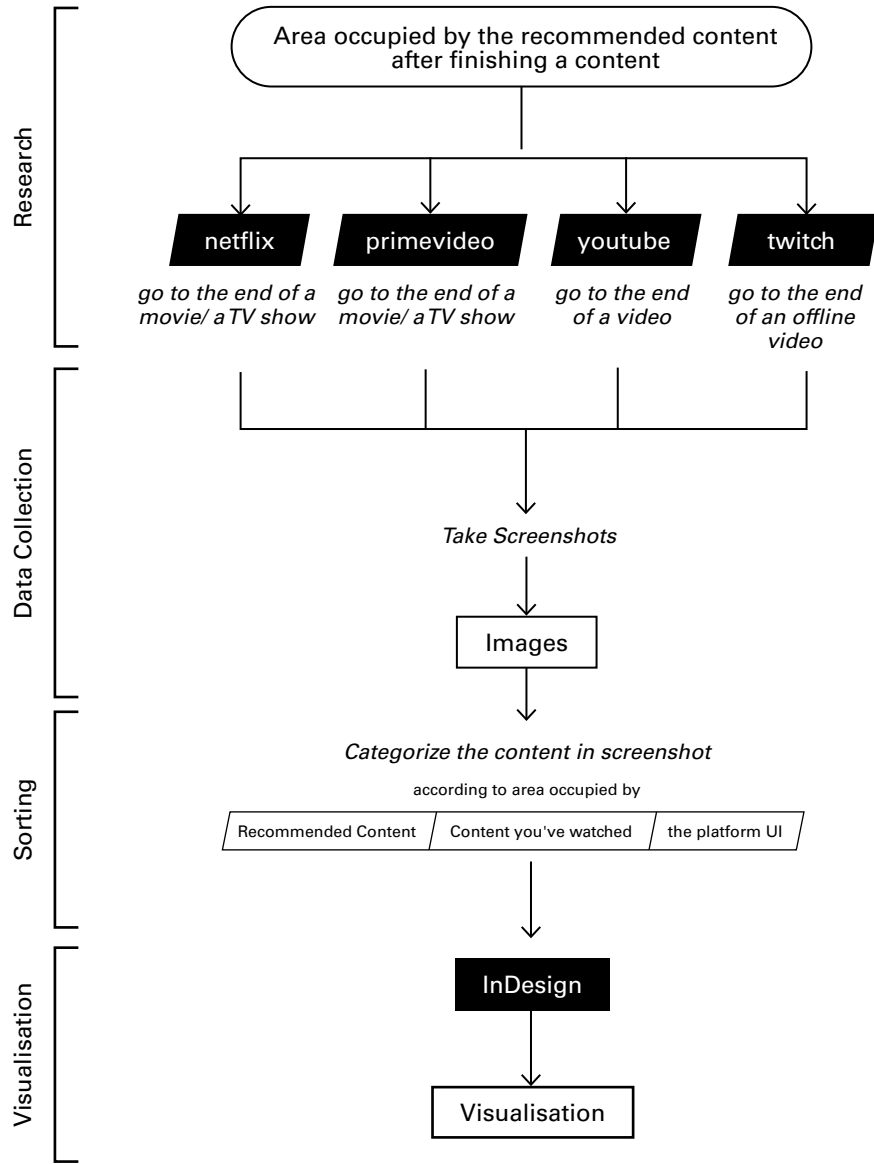 Research
Area occupied by the recommended content
after finishing a content
netflix
primevideo
youtube
twitch
go to the end of a
movie/ a TV show
go to the end of a
movie/ a TV show
go to the end
of a video
go to the end
of an offline
video
Data Collection
Take Screenshots
Images
Sorting
Categorize the content in screenshot
according to area occupied by
Recommended Content
Content you've watched
the platform UI
Visualisation
InDesign
Visualisation